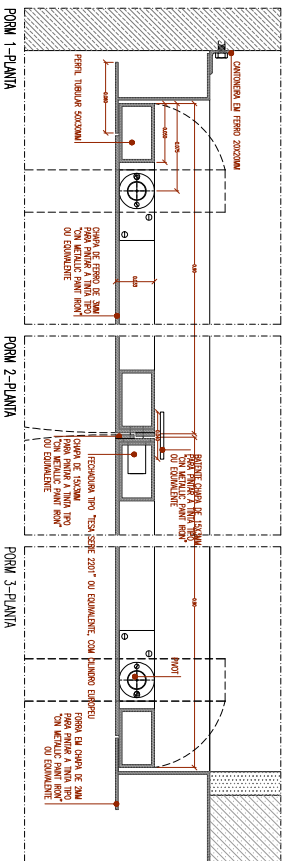 CANTONEIRA EM FERRO 20X20MM
PERFIL TUBULAR 50X30MM
CHAPA DE FERRO DE 3MM
PARA PINTAR À TINTA TIPO
"CIN METALLIC PAINT IRON"
OU EQUIVALENTE
PORM 1-PLANTA
BATENTE CHAPA DE 15X3MM
PARA PINTAR À TINTA TIPO
"CIN METALLIC PAINT IRON"
OU EQUIVALENTE
FECHADURA TIPO "TESA-SERIE 2201" OU EQUIVALENTE, COM CILINDRO EUROPEU
CHAPA DE 15X3MM
PARA PINTAR À TINTA TIPO
"CIN METALLIC PAINT IRON"
OU EQUIVALENTE
PORM 2-PLANTA
PIVOT
FORRA EM CHAPA DE 2MM
PARA PINTAR À TINTA TIPO
"CIN METALLIC PAINT IRON"
OU EQUIVALENTE
PORM 3-PLANTA